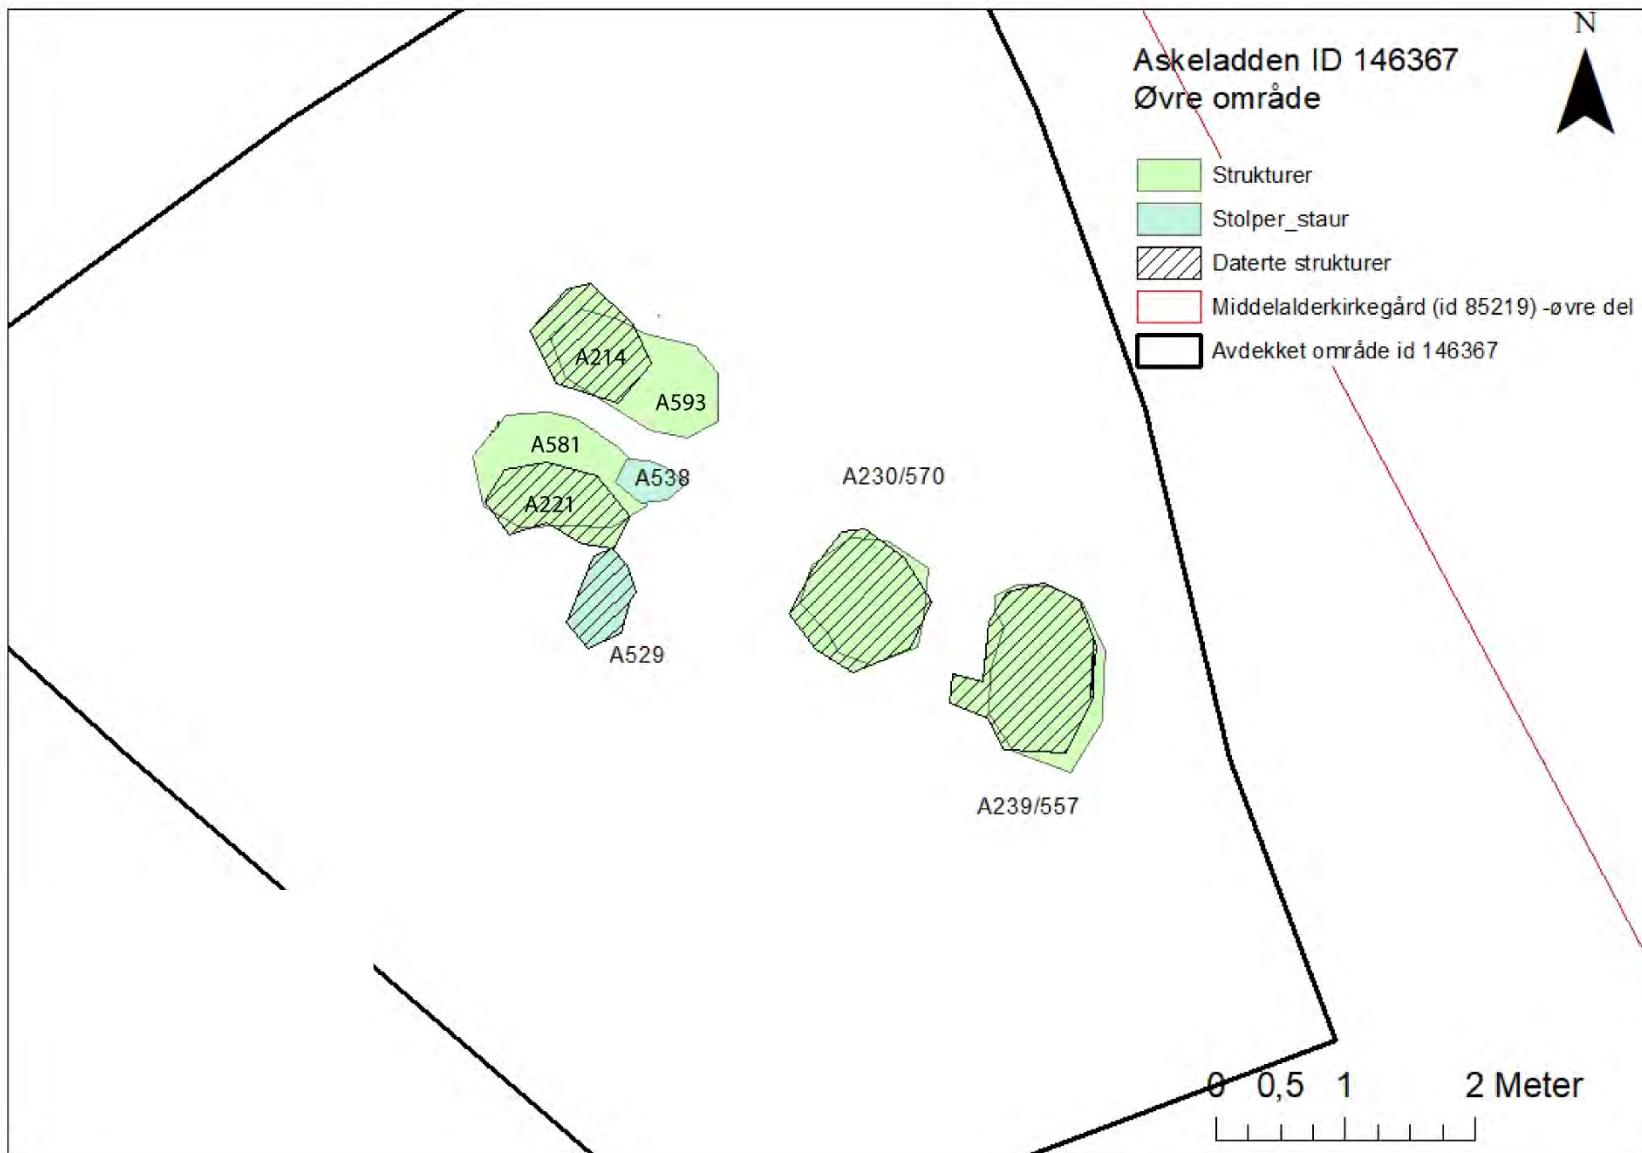 N
Askeladden ID 146367
Øvre område
Strukturer
Stolper_staur
Daterte strukturer
Middelalderkirkegård (id 85219) -øvre del
Avdekket område id 146367
A214
A593
A581
A538
A221
A230/570
A529
A239/557
0 0,5 1 2 Meter